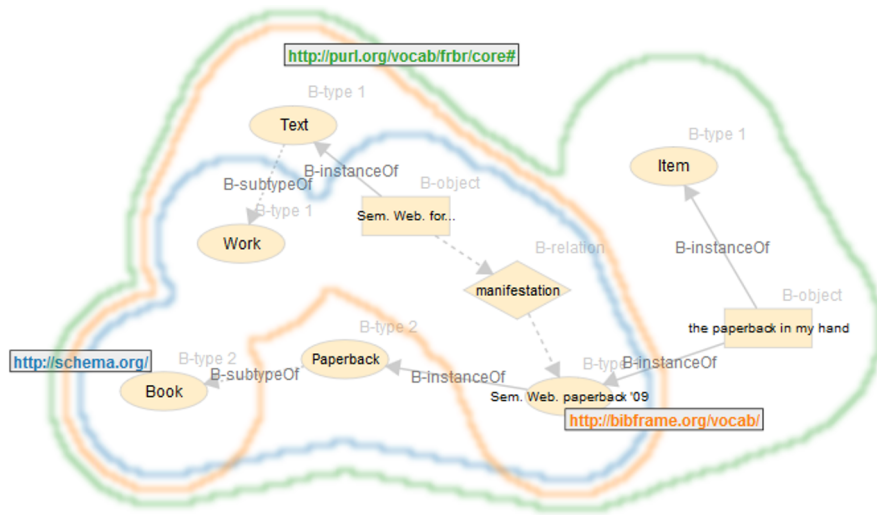 http://purl.org/vocab/frbr/core#
B-type 1
Text
B-type 1
Item
B-instanceOf
B-subtypeOf
B-object
Sem. Web. for...
B-type 1
Work
B-relation
B-instanceOf
manifestation
B-object
the paperback in my hand
B-type 2
Paperback
http://schema.org/
B-type 2
B-subtypeOf
Book
B-instanceOf
B-type
B-instanceOf
Sem. Web. paperback '09
http://bibframe.org/vocab/